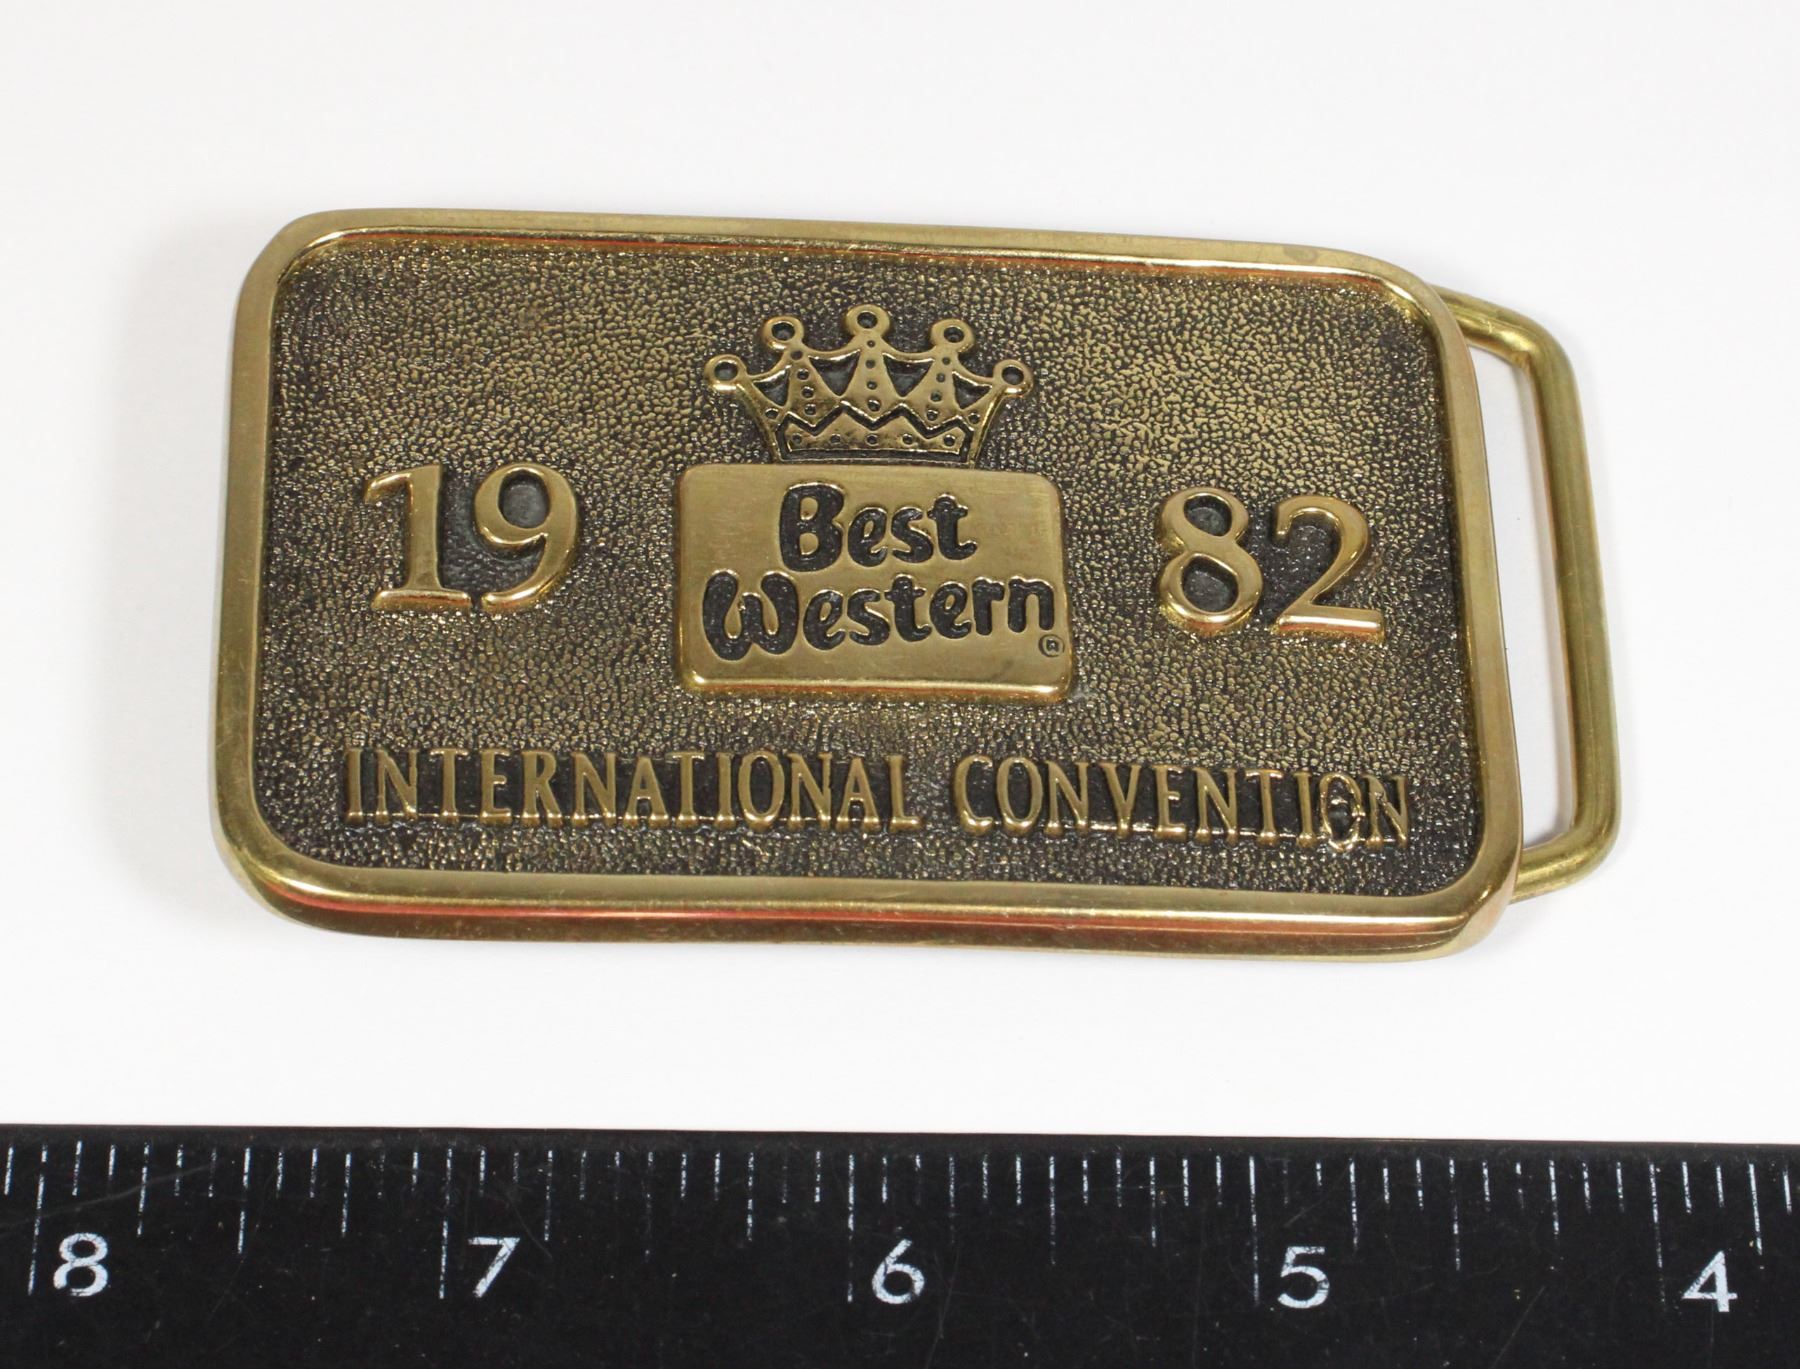 19 82
Best
Western®
INTERNATIONAL CONVENTION
8 7 6 5 4